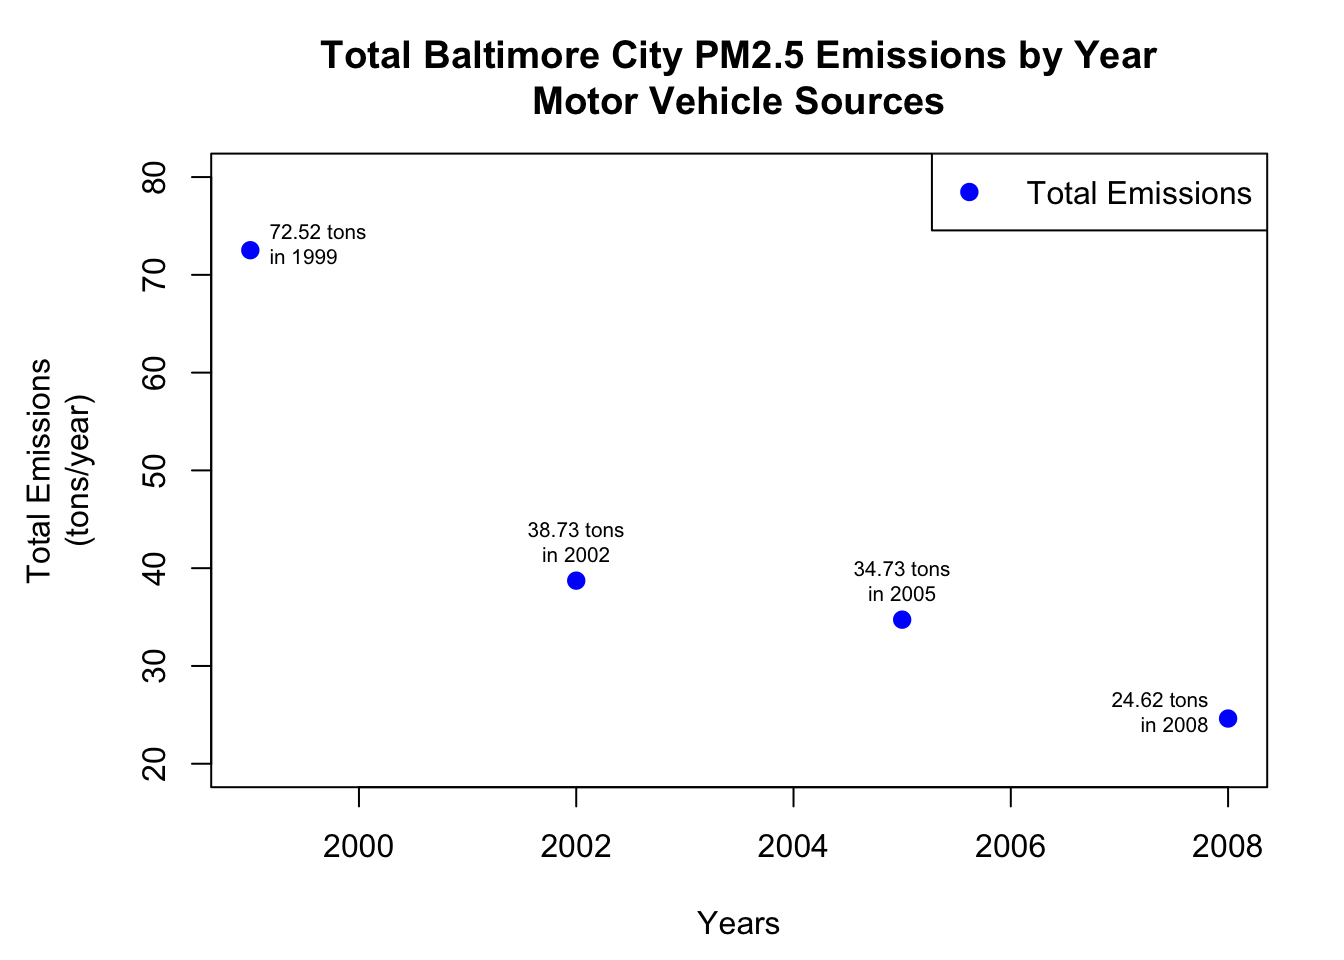 Total Baltimore City PM2.5 Emissions by Year
Motor Vehicle Sources
Total Emissions
72.52 tons
in 1999
38.73 tons
in 2002
34.73 tons
in 2005
24.62 tons
in 2008
80
70
60
50
40
30
20
Total Emissions
(tons/year)
2000
2002
2004
2006
2008
Years